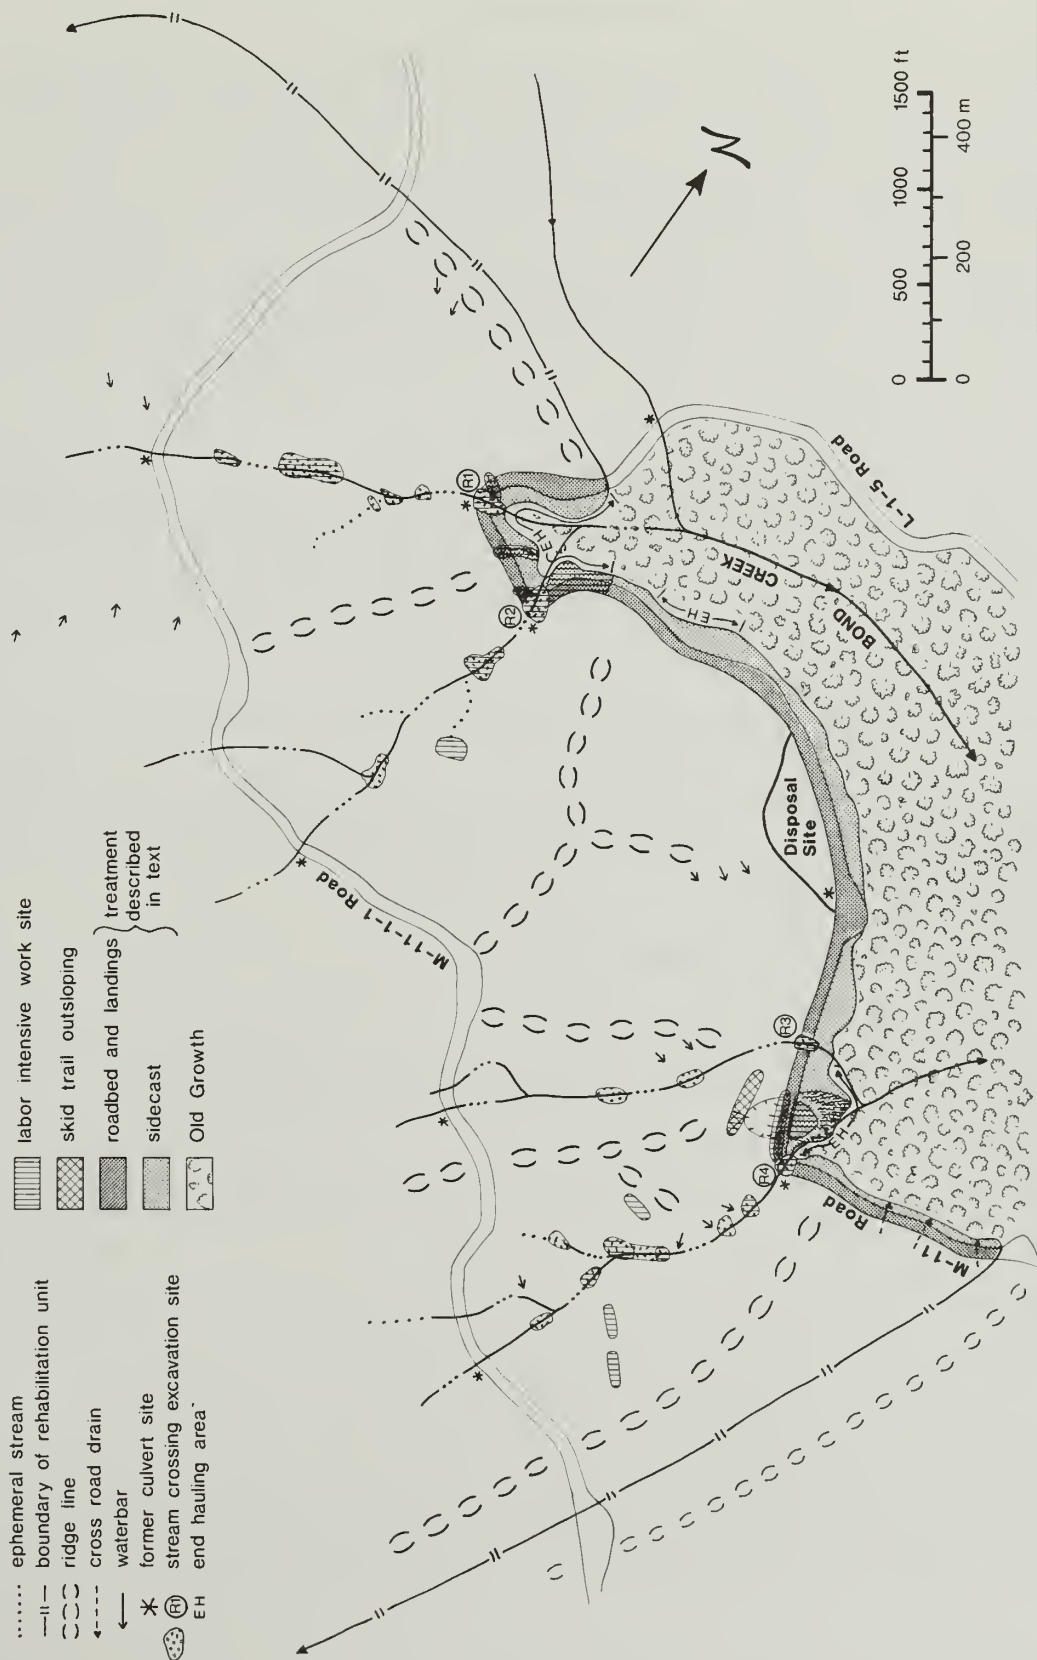 ephemeral stream
boundary of rehabilitation unit
ridge line
cross road drain
waterbar
former culvert site
R1 stream crossing excavation site
EH end hauling area
labor intensive work site
skid trail outsloping
roadbed and landings
sidecast
treatment
described
in text
Old Growth
M-11-1-1 Road
R1
EH
R2
EH
CREEK
BOND
L-1-5 Road
Disposal
Site
R3
EH
R4
M-11 Road
N
0 500 1000 1500 ft
0 200 400 m